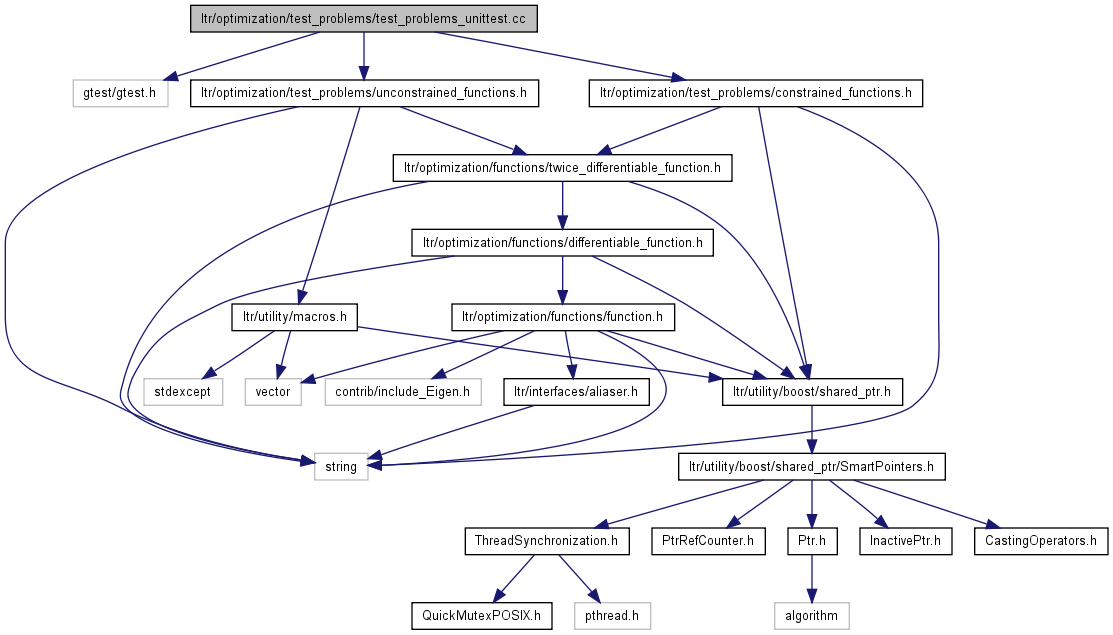 ltr/optimization/test_problems/test_problems_unittest.cc
gtest/gtest.h
ltr/optimization/test_problems/unconstrained_functions.h
ltr/optimization/test_problems/constrained_functions.h
ltr/optimization/functions/twice_differentiable_function.h
ltr/optimization/functions/differentiable_function.h
ltr/utility/macros.h
ltr/optimization/functions/function.h
stdexcept
vector
contrib/include_Eigen.h
ltr/interfaces/aliaser.h
ltr/utility/boost/shared_ptr.h
string
ltr/utility/boost/shared_ptr/SmartPointers.h
ThreadSynchronization.h
PtrRefCounter.h
Ptr.h
InactivePtr.h
CastingOperators.h
QuickMutexPOSIX.h
pthread.h
algorithm